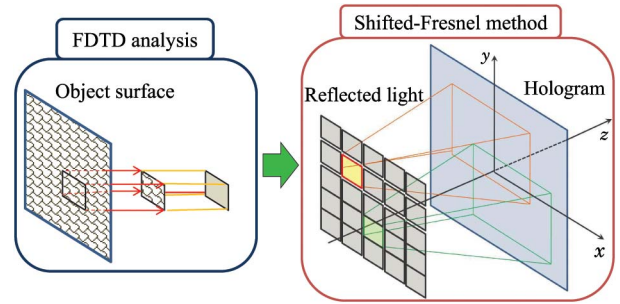 FDTD analysis
Object surface
Shifted-Fresnel method
Reflected light
Hologram
y
z
x